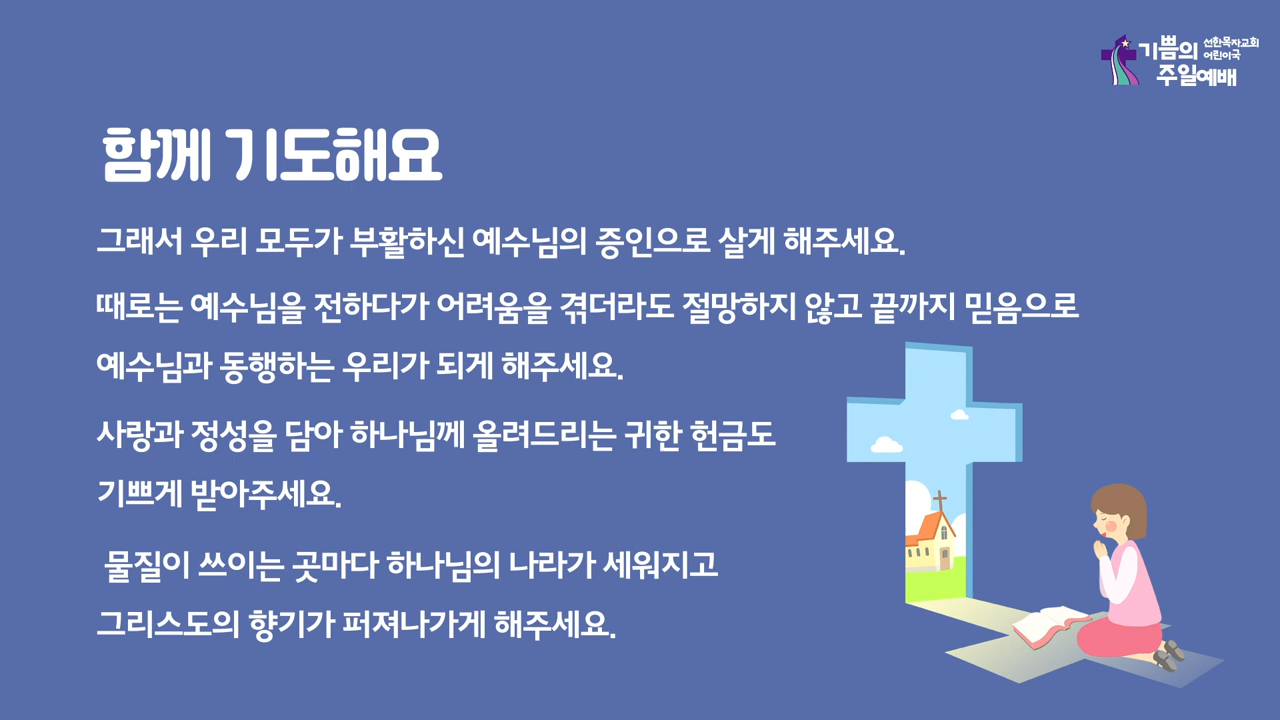 기쁨의
선한목자교회
어린이국
주일예배
함께 기도해요
그래서 우리 모두가 부활하신 예수님의 증인으로 살게 해주세요.
때로는 예수님을 전하다가 어려움을 겪더라도 절망하지 않고 끝까지 믿음으로
예수님과 동행하는 우리가 되게 해주세요.
사랑과 정성을 담아 하나님께 올려드리는 귀한 헌금도
기쁘게 받아주세요.
물질이 쓰이는 곳마다 하나님의 나라가 세워지고
그리스도의 향기가 퍼져나가게 해주세요.